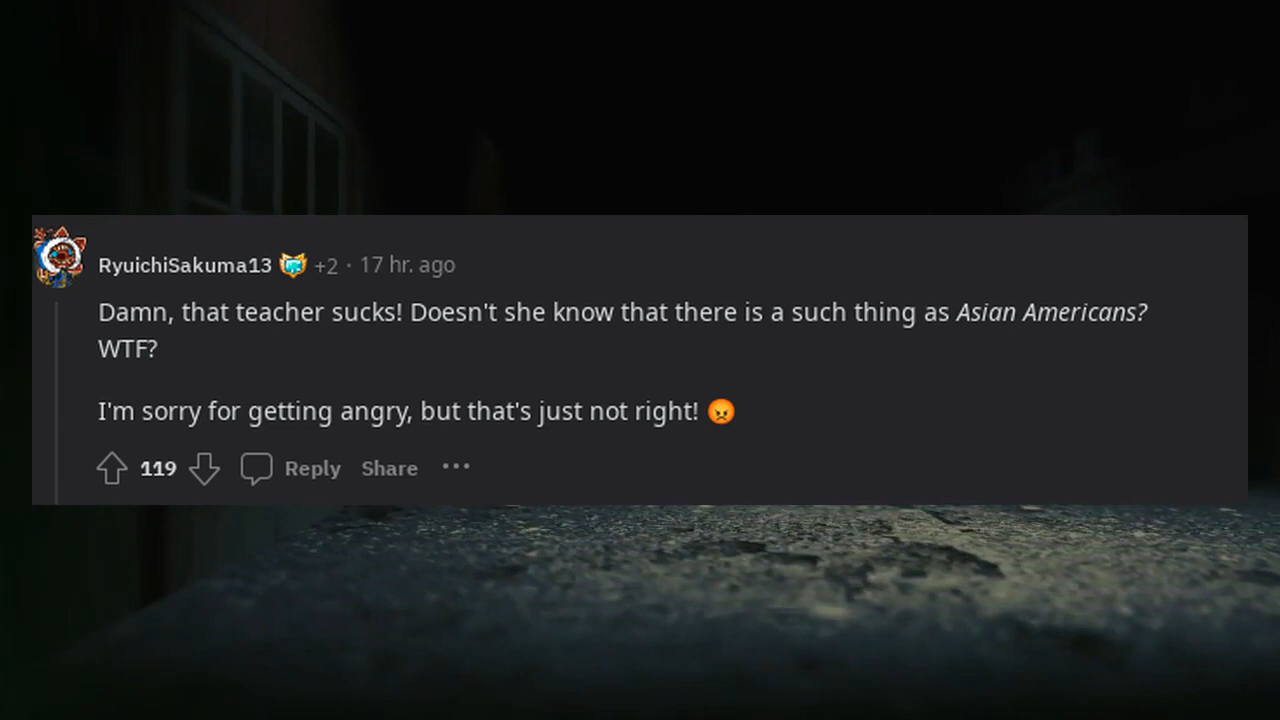 RyuichiSakuma13 +2 · 17 hr. ago
Damn, that teacher sucks! Doesn't she know that there is a such thing as Asian Americans?
WTF?
I'm sorry for getting angry, but that's just not right! 😡
119 Reply Share ···